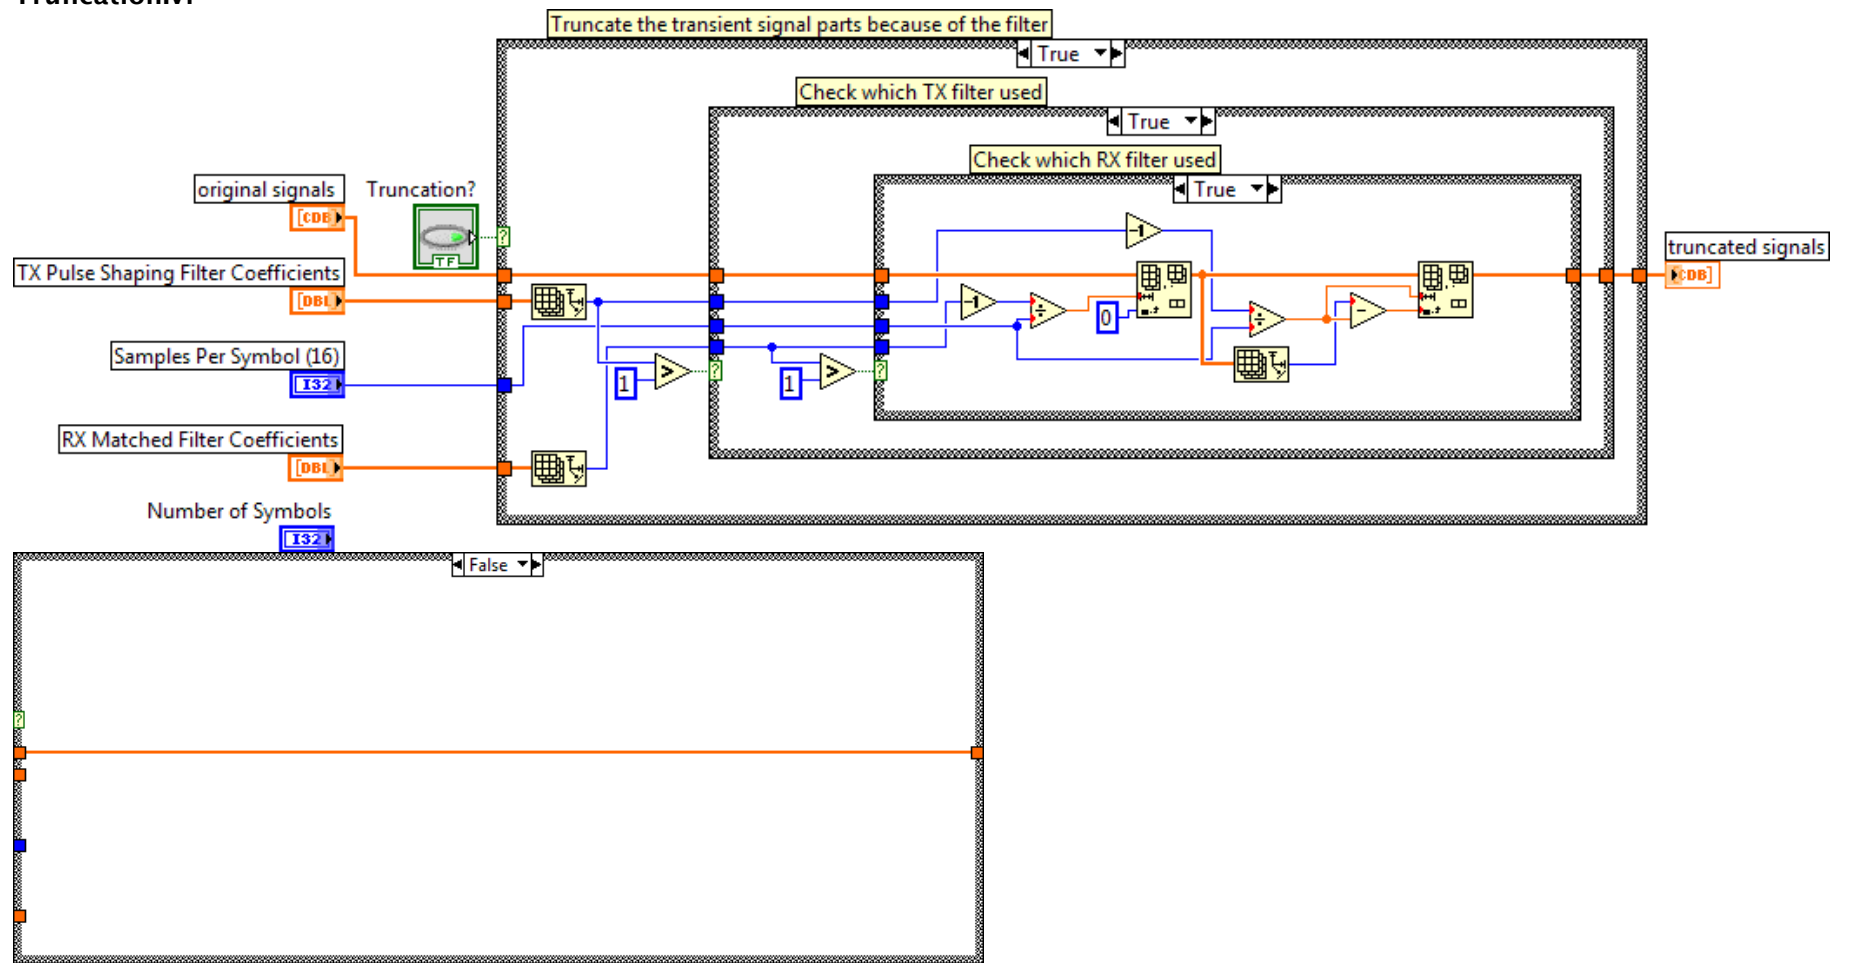 Truncation.vi
Truncate the transient signal parts because of the filter
True
Check which TX filter used
True
Check which RX filter used
True
original signals
Truncation?
[CDB]
TF
?
-1
truncated signals
CDB]
TX Pulse Shaping Filter Coefficients
[DBL]
-1
÷
0
÷
-
Samples Per Symbol (16)
I32
1
>
?
1
>
?
RX Matched Filter Coefficients
[DBL]
Number of Symbols
I32
False
?